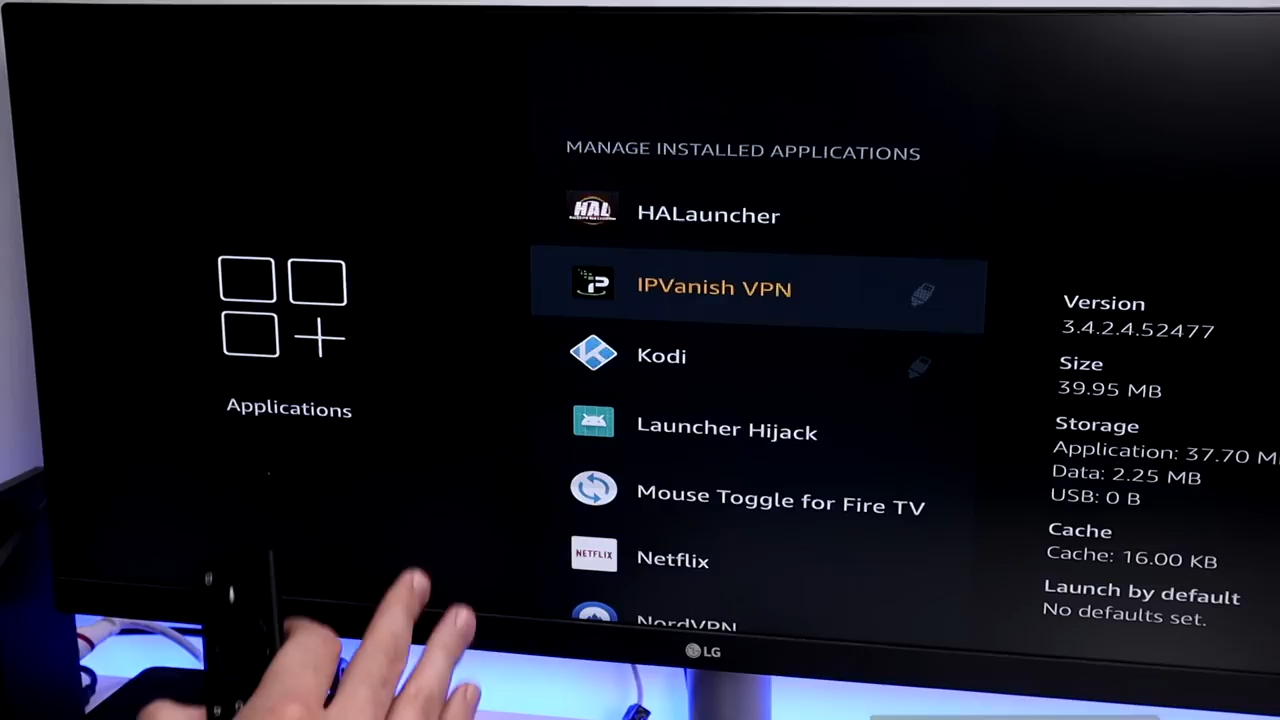 MANAGE INSTALLED APPLICATIONS
HAL
HALauncher
IPVanish VPN
Kodi
Launcher Hijack
Mouse Toggle for Fire TV
NETFLIX
Netflix
NordVPN
Applications
Version
3.4.2.4.52477
Size
39.95 MB
Storage
Application: 37.70 M
Data: 2.25 MB
USB: 0 B
Cache
Cache: 16.00 KB
Launch by default
No defaults set.
LG